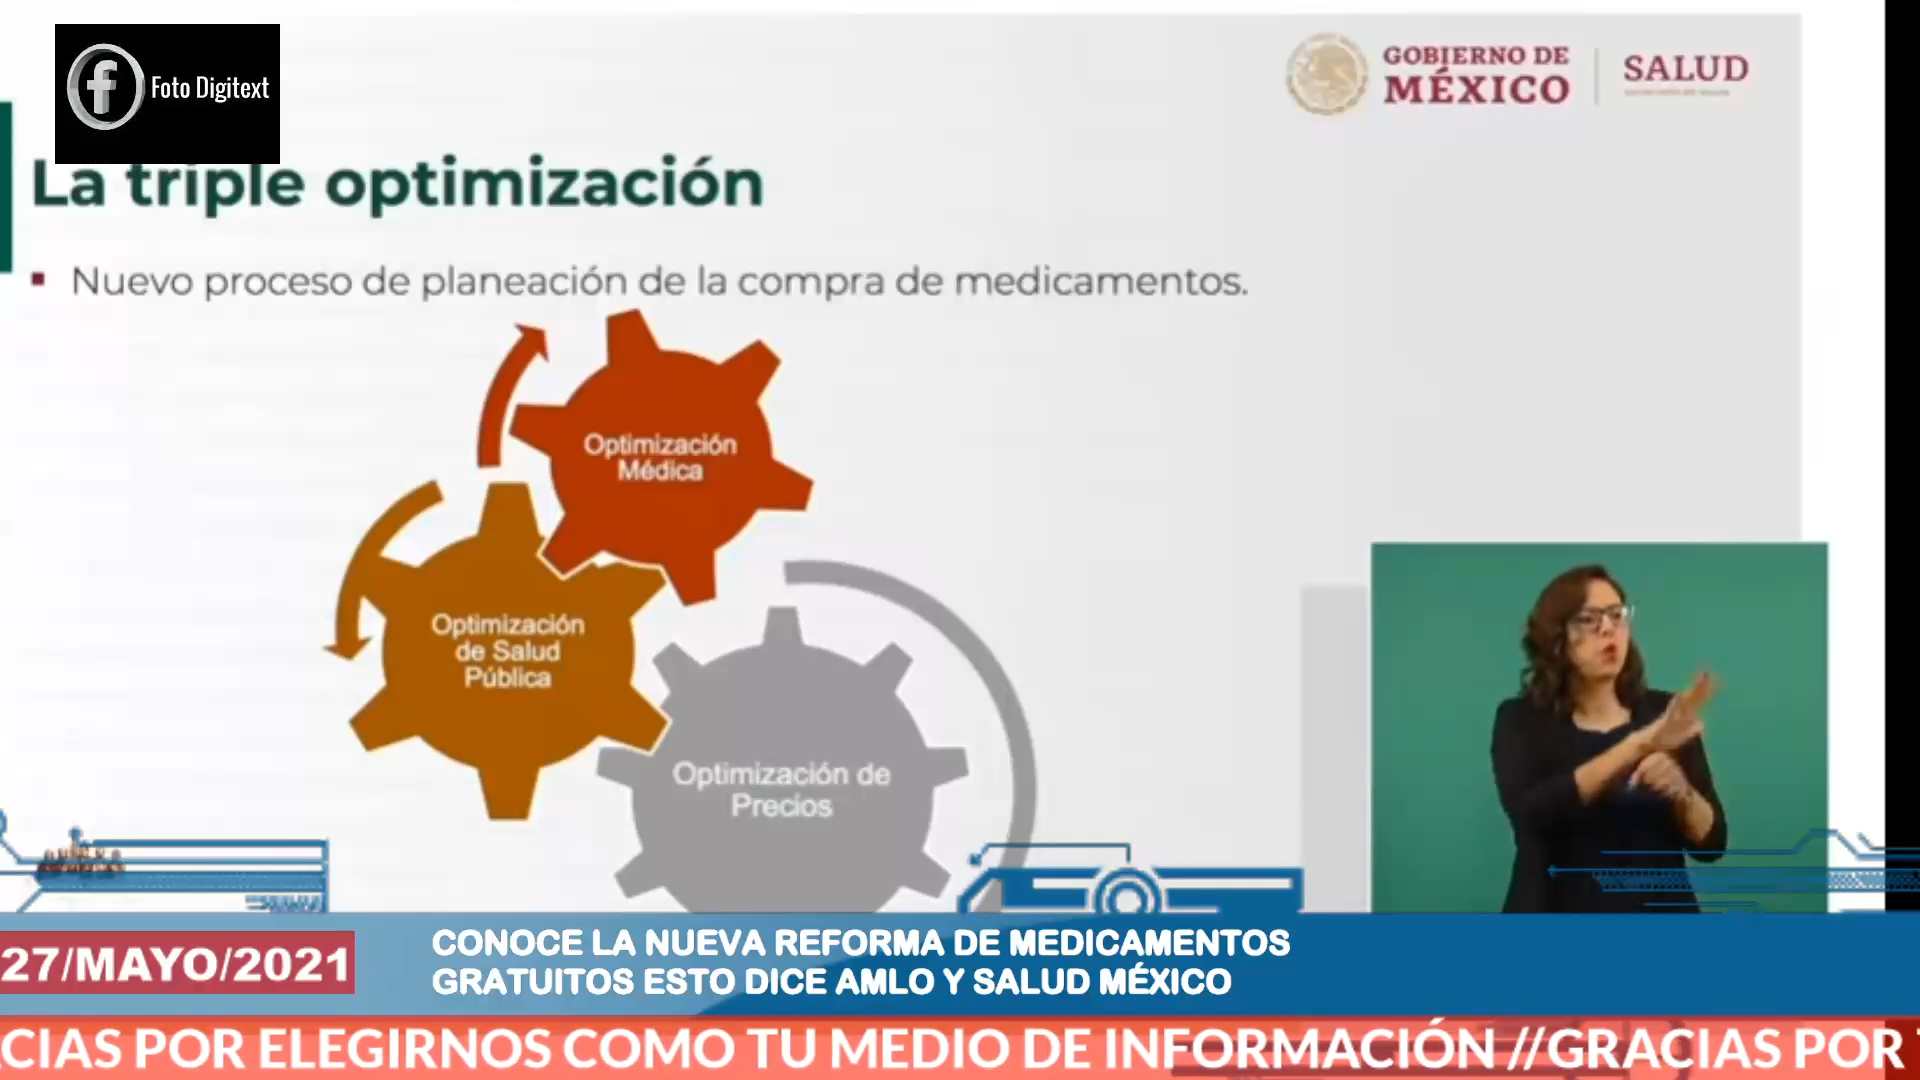 Foto Digitext
GOBIERNO DE
MÉXICO
SALUD
La triple optimización
Nuevo proceso de planeación de la compra de medicamentos.
Optimización
Médica
Optimización
de Salud
Pública
Optimización de
Precios
27/MAYO/2021
CONOCE LA NUEVA REFORMA DE MEDICAMENTOS
GRATUITOS ESTO DICE AMLO Y SALUD MÉXICO
CIAS POR ELEGIRNOS COMO TU MEDIO DE INFORMACIÓN //GRACIAS POR